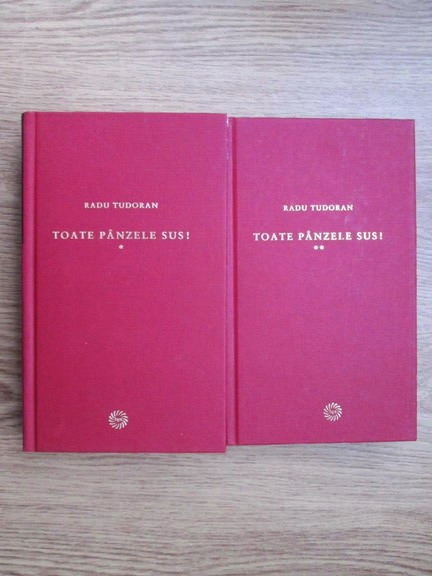 RADU TUDORAN
TOATE PÂNZELE SUS!
*
RADU TUDORAN
TOATE PÂNZELE SUS!
**